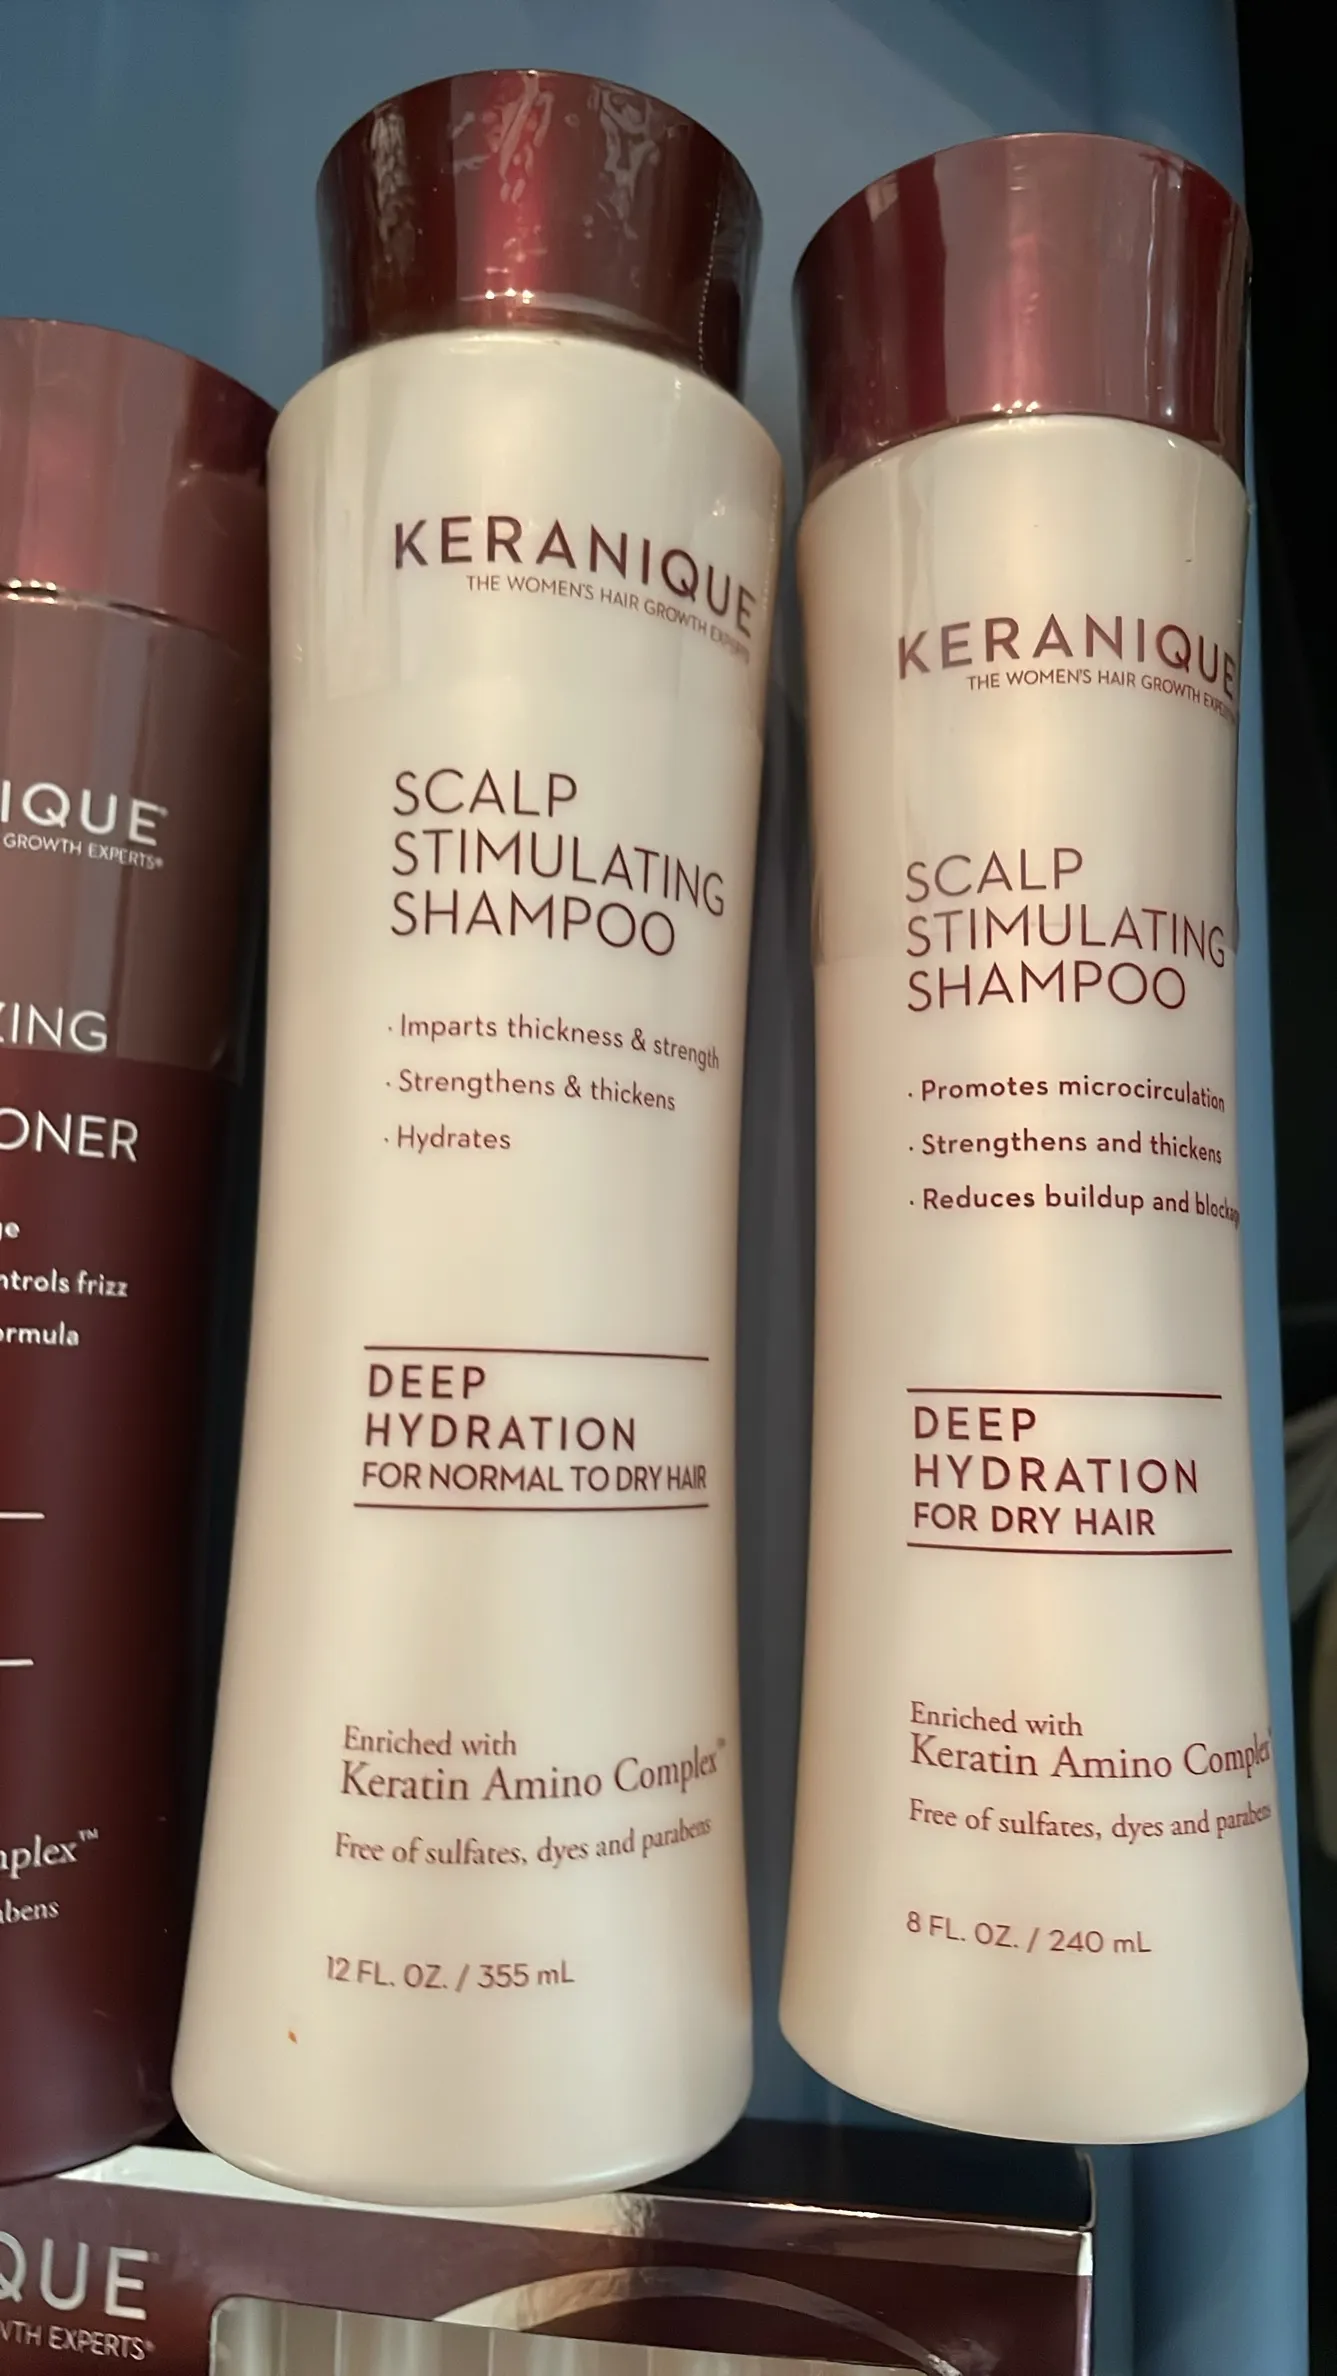 IQUE
GROWTH EXPERTS®
ONER
ntrols frizz
KERANIQUE
THE WOMEN'S HAIR GROWTH EXPERTS
SCALP
STIMULATING
SHAMPOO
· Imparts thickness & strength
· Strengthens & thickens
· Hydrates
DEEP
HYDRATION
FOR NORMAL TO DRY HAIR
Enriched with
Keratin Amino Complex™
Free of sulfates, dyes and parabens
12 FL. OZ. / 355 mL
KERANIQUE
THE WOMEN'S HAIR GROWTH
SCALP
STIMULATING
SHAMPOO
· Promotes microcirculation
· Strengthens and thickens
· Reduces buildup and blockag
DEEP
HYDRATION
FOR DRY HAIR
Enriched with
Keratin Amino Complex
Free of sulfates, dyes and parabens
8 FL. OZ. / 240 mL
QUE
WTH EXPERTS®